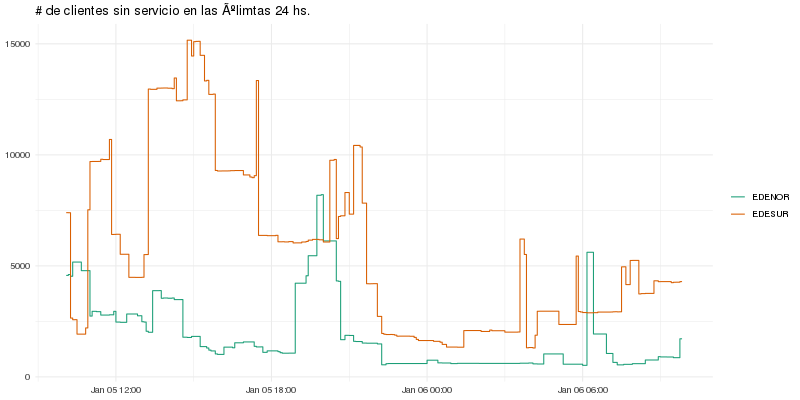 # de clientes sin servicio en las Ãºlimtas 24 hs.
15000
10000
5000
0
Jan 05 12:00
Jan 05 18:00
Jan 06 00:00
Jan 06 06:00
EDENOR
EDESUR